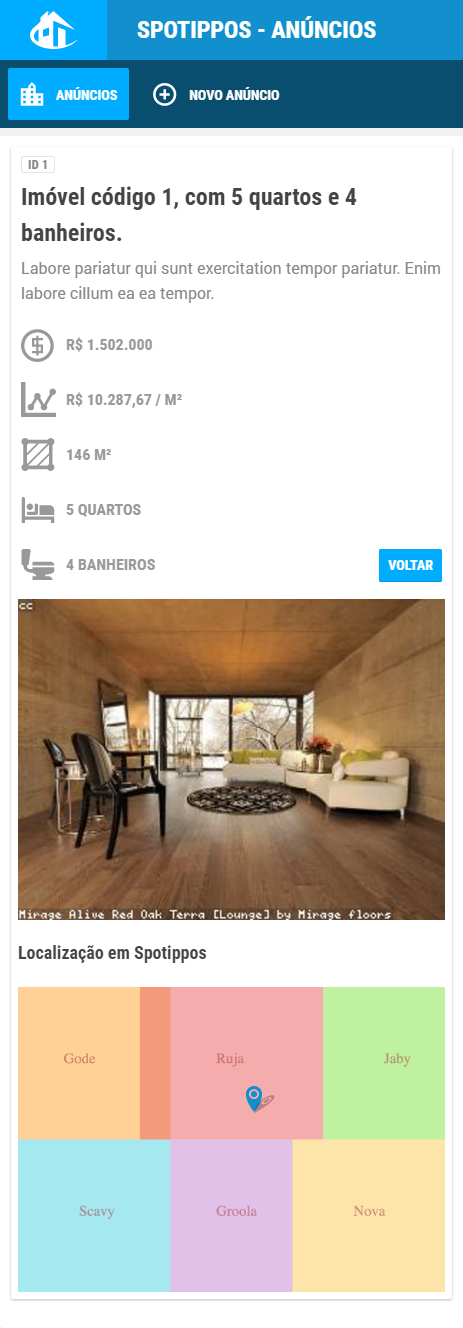 SPOTIPPOS - ANÚNCIOS
ANÚNCIOS
NOVO ANÚNCIO
ID 1
Imóvel código 1, com 5 quartos e 4
banheiros.
Labore pariatur qui sunt exercitation tempor pariatur. Enim
labore cillum ea ea tempor.
R$ 1.502.000
R$ 10.287,67 / M²
146 M²
5 QUARTOS
4 BANHEIROS
VOLTAR
cc
Mirage Alive Red Oak Terra [Lounge] by Mirage floors
Localização em Spotippos
Gode
Ruja
Jaby
Scavy
Groola
Nova